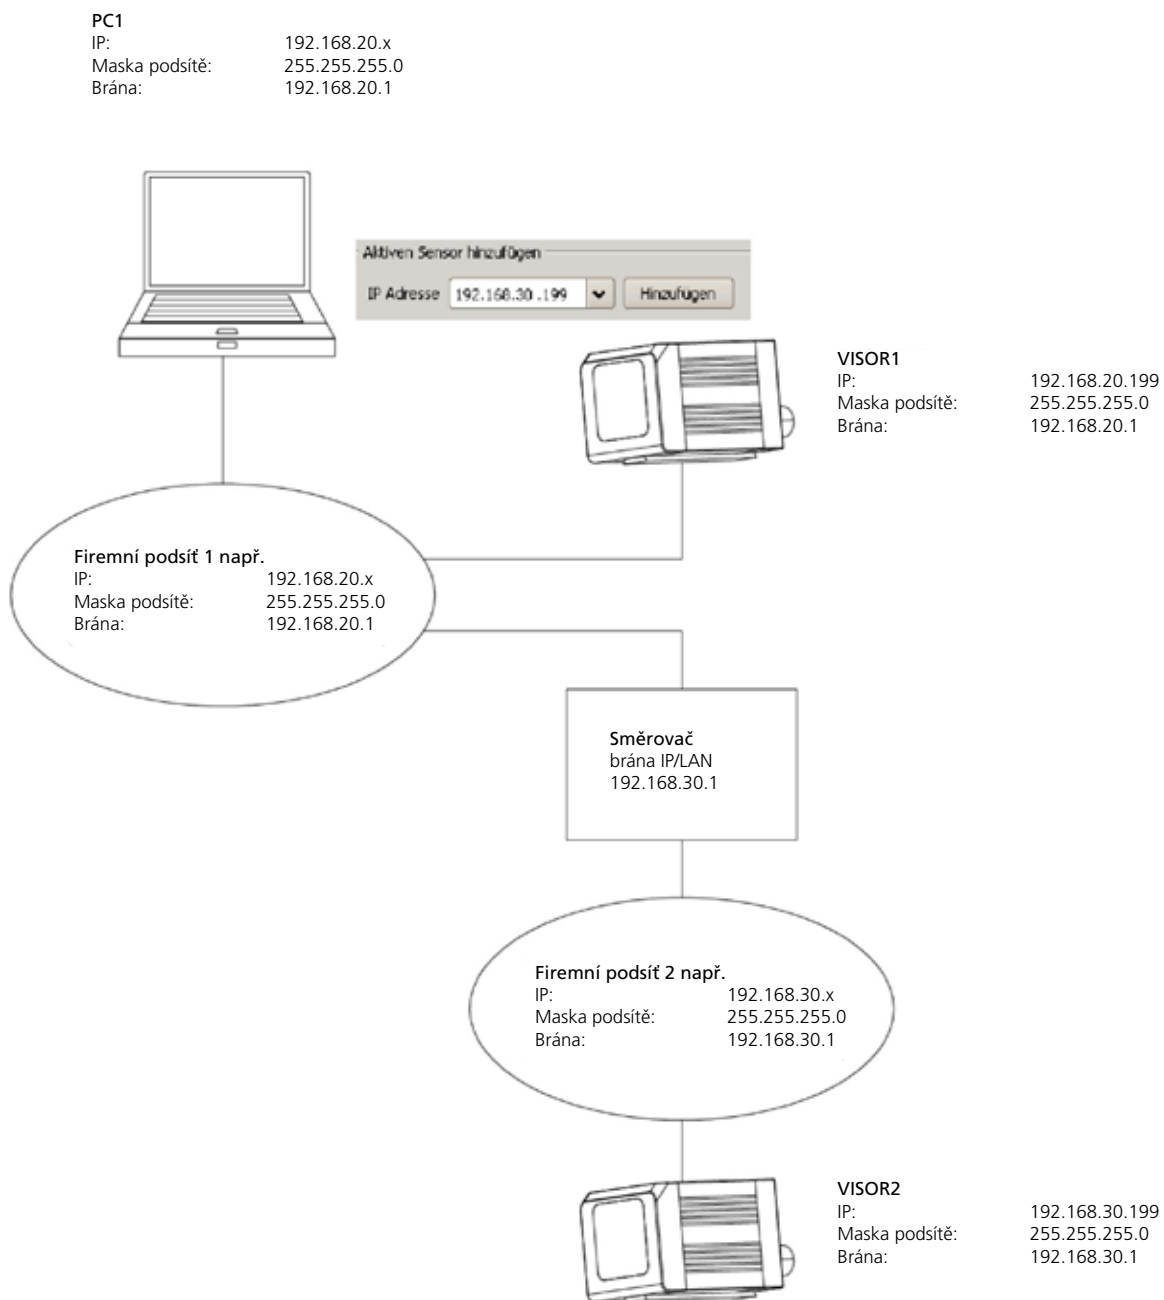 PC1
IP: 192.168.20.x
Maska podsítě: 255.255.255.0
Brána: 192.168.20.1
Aktiven Sensor hinzufügen
IP Adresse 192.168.30.199 Hinzufügen
VISOR1
IP: 192.168.20.199
Maska podsítě: 255.255.255.0
Brána: 192.168.20.1
Firemní podsíť 1 např.
IP: 192.168.20.x
Maska podsítě: 255.255.255.0
Brána: 192.168.20.1
Směrovač
brána IP/LAN
192.168.30.1
Firemní podsíť 2 např.
IP: 192.168.30.x
Maska podsítě: 255.255.255.0
Brána: 192.168.30.1
VISOR2
IP: 192.168.30.199
Maska podsítě: 255.255.255.0
Brána: 192.168.30.1